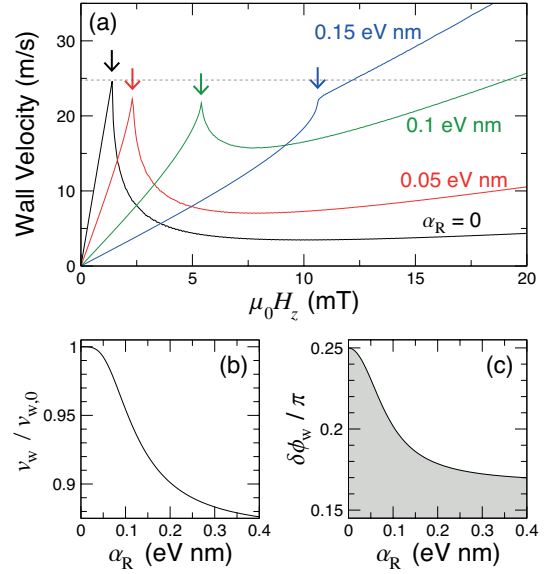 (a)
0.15 eV nm
0.1 eV nm
0.05 eV nm
α_R = 0
Wall Velocity (m/s)
30
20
10
0
0
5
10
15
20
μ₀H_z (mT)
(b)
v_w / v_w,0
1
0.95
0.9
0
0.1
0.2
0.3
0.4
α_R (eV nm)
(c)
δϕ_w / π
0.25
0.2
0.15
0
0.1
0.2
0.3
0.4
α_R (eV nm)